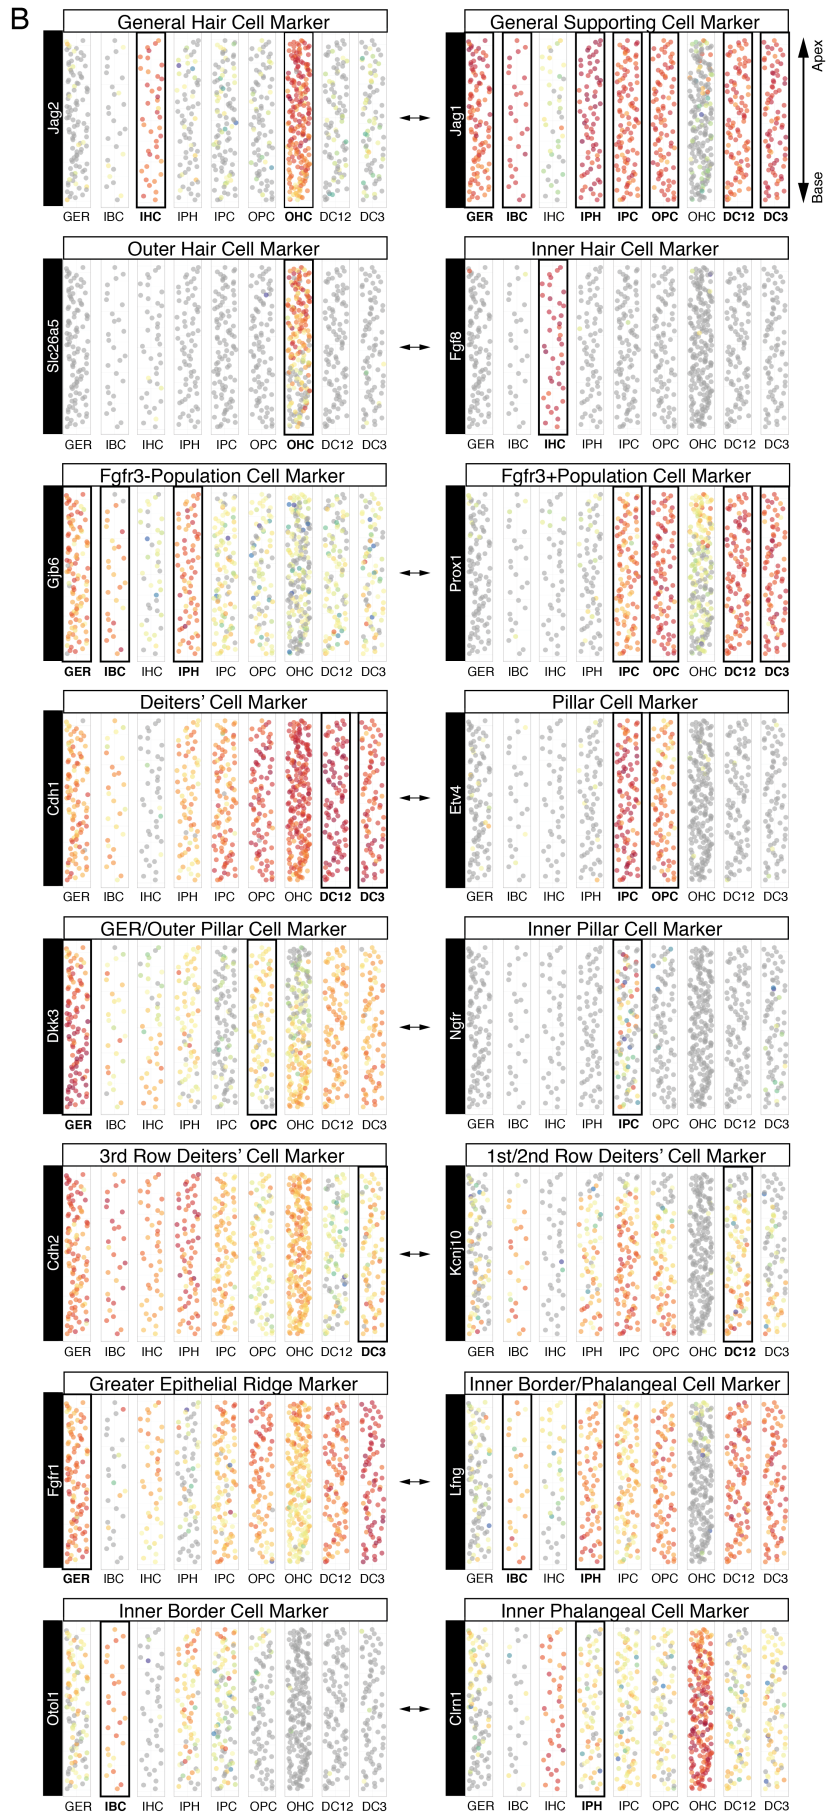 B
General Hair Cell Marker
General Supporting Cell Marker
Jag2
Jag1
Apex
Base
GER IBC IHC IPH IPC OPC OHC DC12 DC3
GER IBC IHC IPH IPC OPC OHC DC12 DC3
Outer Hair Cell Marker
Inner Hair Cell Marker
Slc26a5
Fgf8
GER IBC IHC IPH IPC OPC OHC DC12 DC3
GER IBC IHC IPH IPC OPC OHC DC12 DC3
Fgfr3-Population Cell Marker
Fgfr3+Population Cell Marker
Gjb6
Prox1
GER IBC IHC IPH IPC OPC OHC DC12 DC3
GER IBC IHC IPH IPC OPC OHC DC12 DC3
Deiters’ Cell Marker
Pillar Cell Marker
Cdh1
Etv4
GER IBC IHC IPH IPC OPC OHC DC12 DC3
GER IBC IHC IPH IPC OPC OHC DC12 DC3
GER/Outer Pillar Cell Marker
Inner Pillar Cell Marker
Dkk3
Ngfr
GER IBC IHC IPH IPC OPC OHC DC12 DC3
GER IBC IHC IPH IPC OPC OHC DC12 DC3
3rd Row Deiters’ Cell Marker
1st/2nd Row Deiters’ Cell Marker
Cdh2
Kcnj10
GER IBC IHC IPH IPC OPC OHC DC12 DC3
GER IBC IHC IPH IPC OPC OHC DC12 DC3
Greater Epithelial Ridge Marker
Inner Border/Phalangeal Cell Marker
Fgfr1
Lfng
GER IBC IHC IPH IPC OPC OHC DC12 DC3
GER IBC IHC IPH IPC OPC OHC DC12 DC3
Inner Border Cell Marker
Inner Phalangeal Cell Marker
Otol1
Clrn1
GER IBC IHC IPH IPC OPC OHC DC12 DC3
GER IBC IHC IPH IPC OPC OHC DC12 DC3